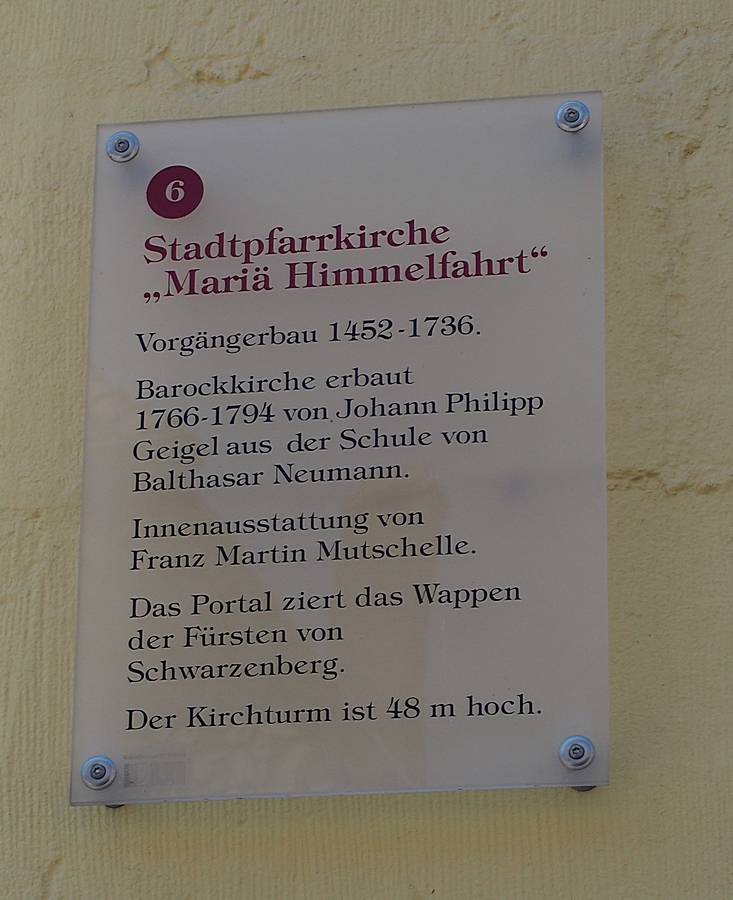 6
Stadtpfarrkirche
„Mariä Himmelfahrt“
Vorgängerbau 1452-1736.
Barockkirche erbaut
1766-1794 von Johann Philipp
Geigel aus der Schule von
Balthasar Neumann.
Innenausstattung von
Franz Martin Mutschelle.
Das Portal ziert das Wappen
der Fürsten von
Schwarzenberg.
Der Kirchturm ist 48 m hoch.